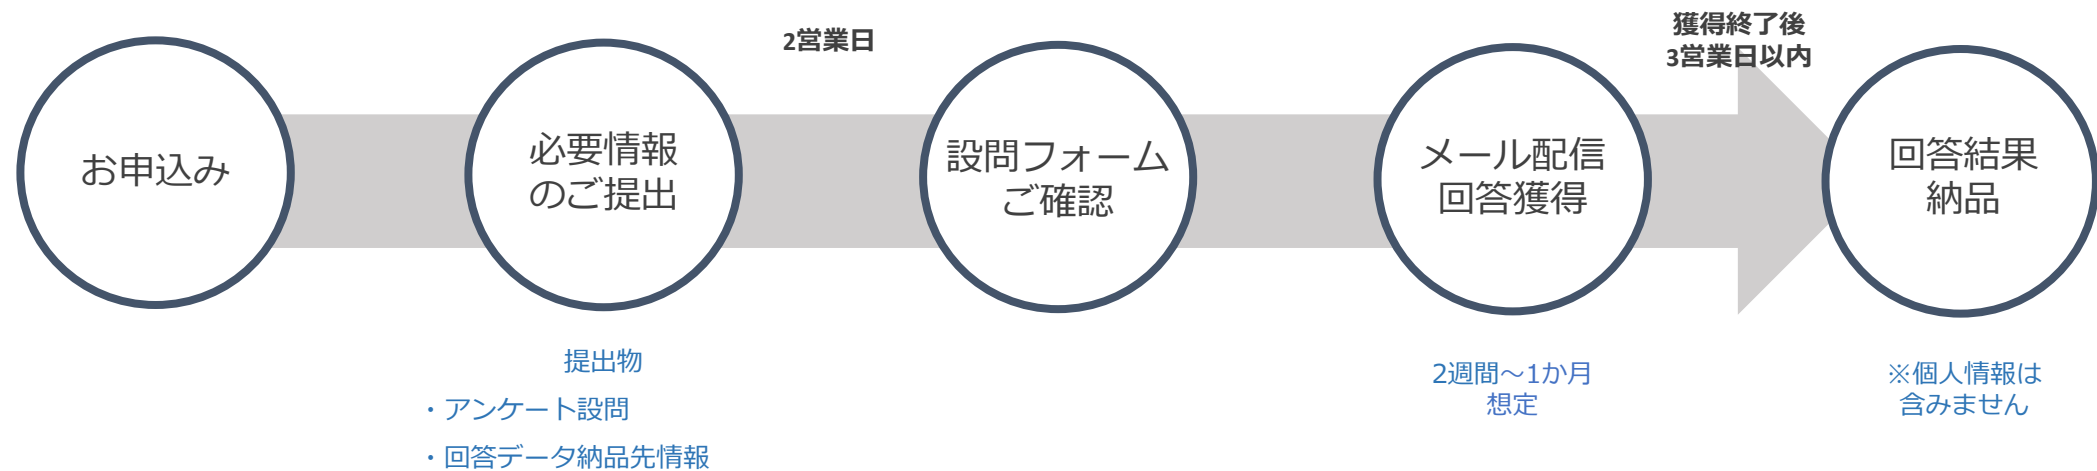 2営業日
獲得終了後
3営業日以内
お申込み
必要情報
のご提出
設問フォーム
ご確認
メール配信
回答獲得
回答結果
納品
提出物
・アンケート設問
・回答データ納品先情報
2週間～1か月
想定
※個人情報は
含みません